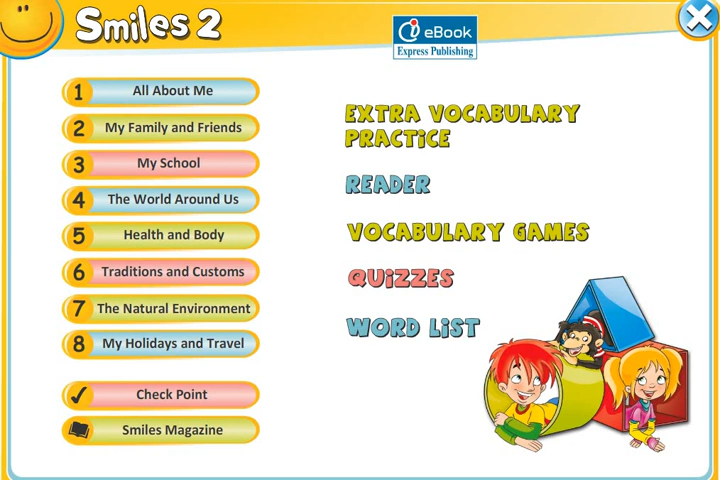 Smiles 2
i eBook
Express Publishing
1 All About Me
2 My Family and Friends
3 My School
4 The World Around Us
5 Health and Body
6 Traditions and Customs
7 The Natural Environment
8 My Holidays and Travel
Check Point
Smiles Magazine
EXTRA VOCABULARY
PRACTiCE
READER
VOCABULARY GAMES
QUiZZES
WORD LiST